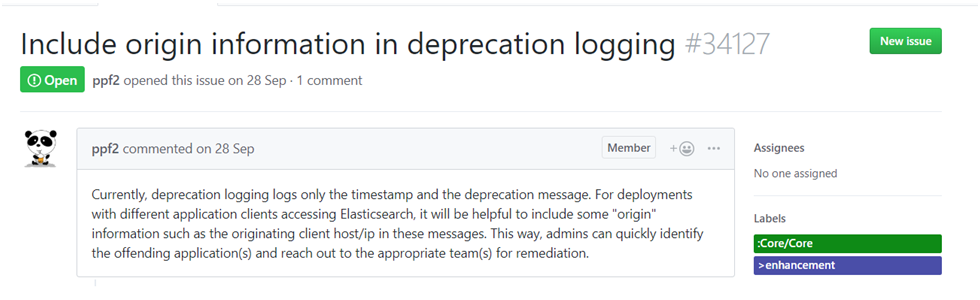 Include origin information in deprecation logging #34127
New issue
Open ppf2 opened this issue on 28 Sep · 1 comment
ppf2 commented on 28 Sep
Member
Assignees
No one assigned
Currently, deprecation logging logs only the timestamp and the deprecation message. For deployments
with different application clients accessing Elasticsearch, it will be helpful to include some "origin"
information such as the originating client host/ip in these messages. This way, admins can quickly identify
the offending application(s) and reach out to the appropriate team(s) for remediation.
Labels
:Core/Core
>enhancement